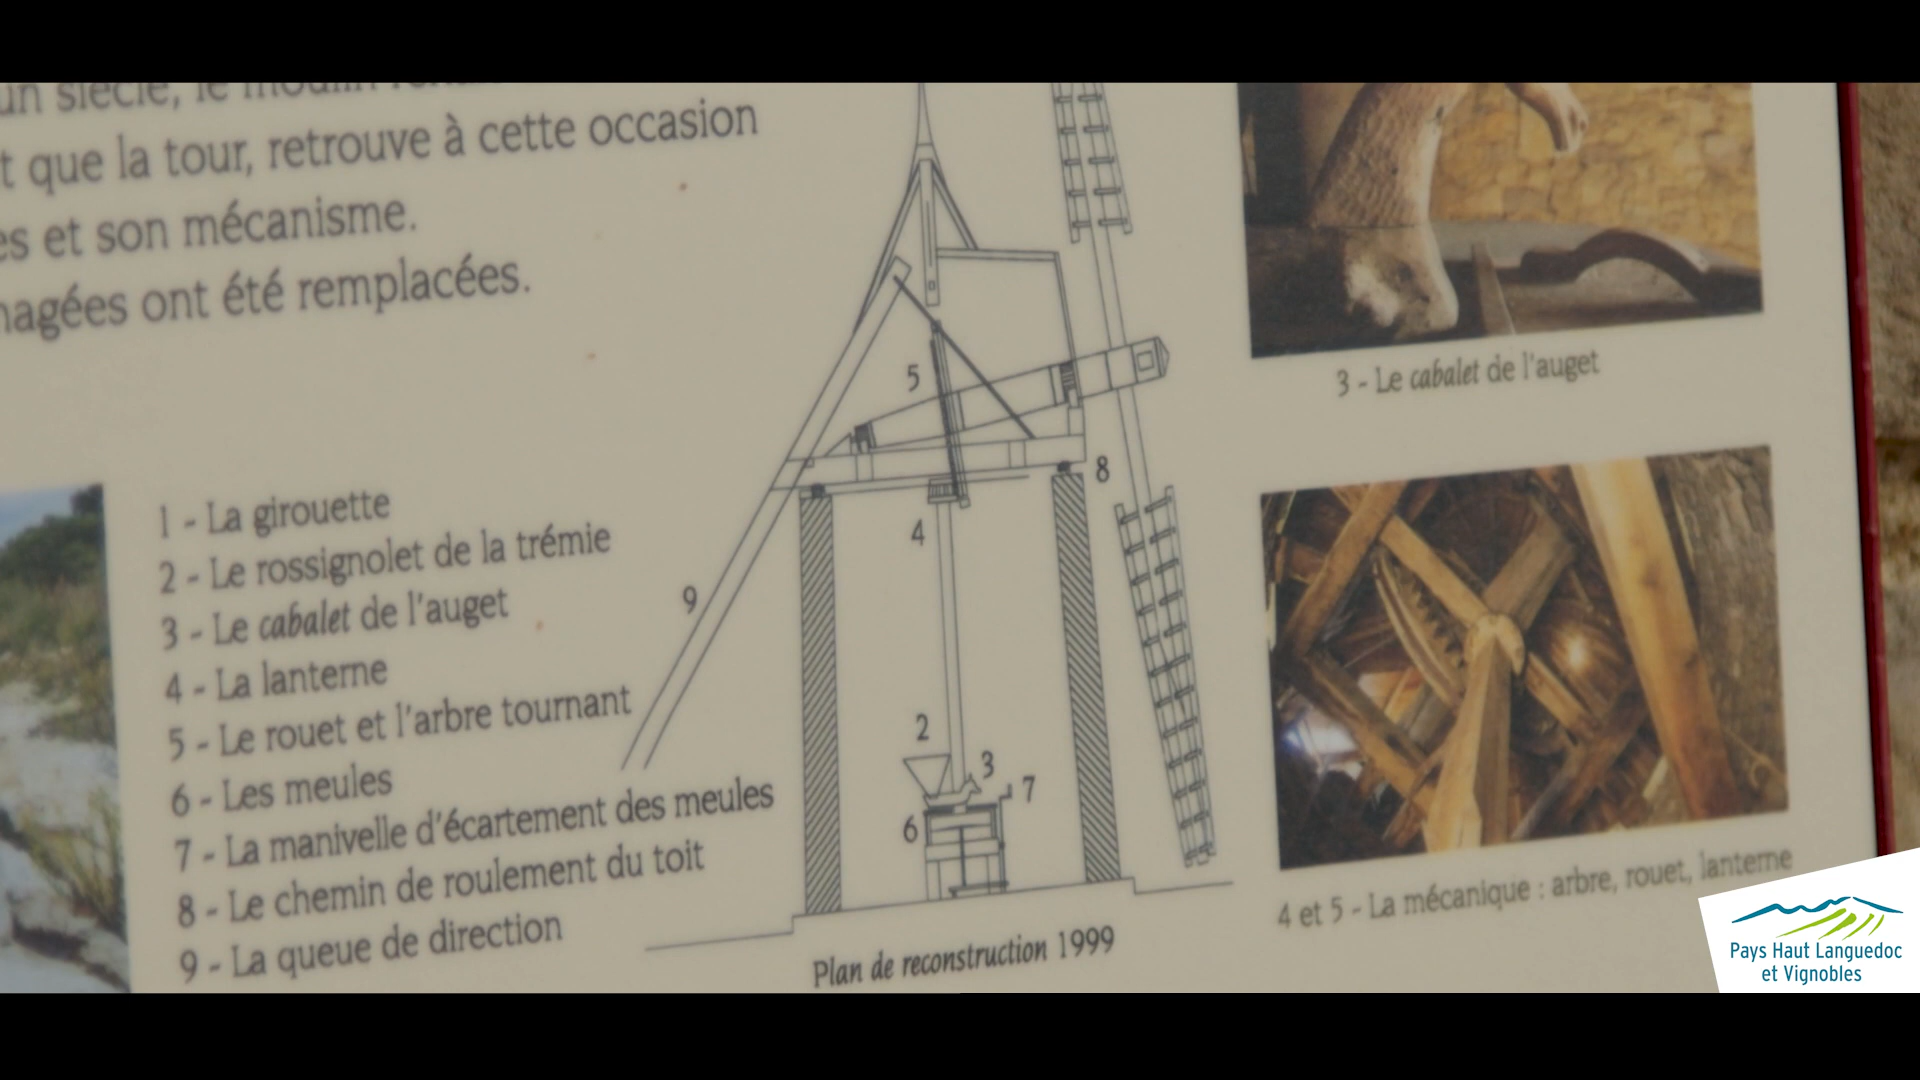 un siècle, le moulin
t que la tour, retrouve à cette occasion
es et son mécanisme.
nagées ont été remplacées.
1 - La girouette
2 - Le rossignolet de la trémie
3 - Le cabalet de l'auget
4 - La lanterne
5 - Le rouet et l'arbre tournant
6 - Les meules
7 - La manivelle d'écartement des meules
8 - Le chemin de roulement du toit
9 - La queue de direction
5
8
4
9
2
3
7
6
Plan de reconstruction 1999
3 - Le cabalet de l'auget
4 et 5 - La mécanique : arbre, rouet, lanterne
Pays Haut Languedoc
et Vignobles